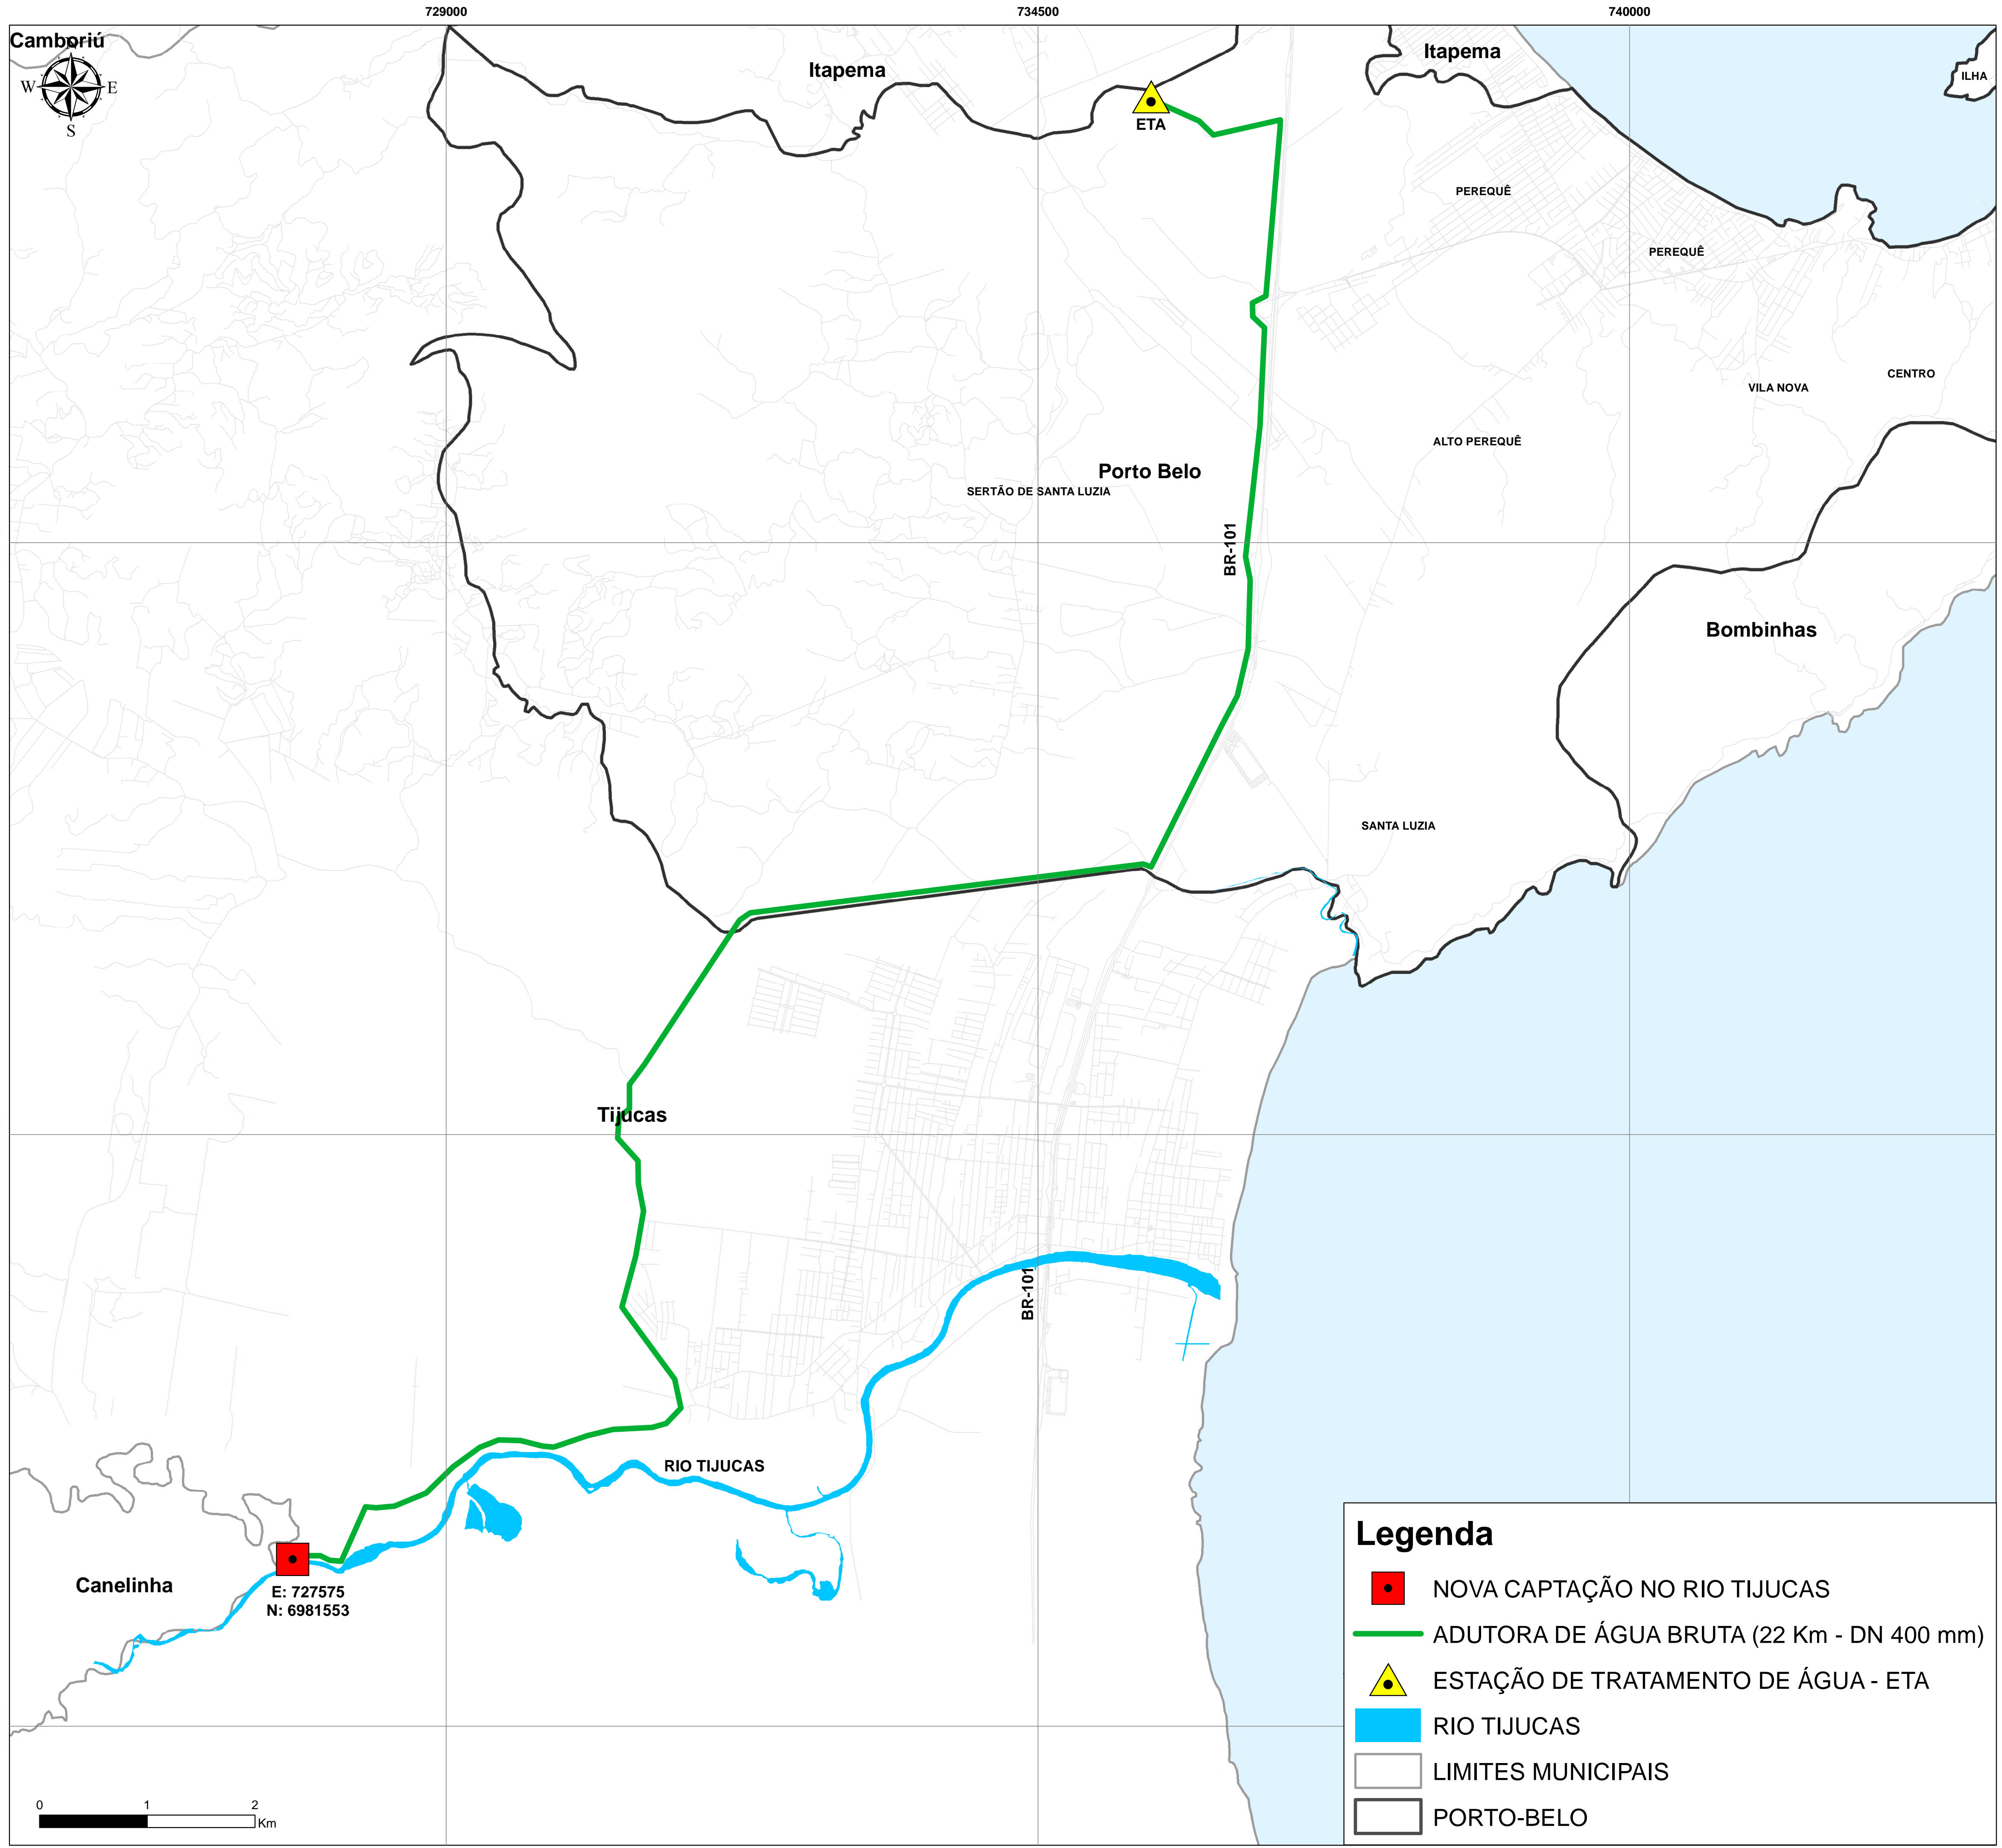 729000
734500
740000
Camboriú
N
W
E
S
Itapema
Itapema
ILHA
ETA
PEREQUÊ
PEREQUÊ
CENTRO
VILA NOVA
ALTO PEREQUÊ
Porto Belo
SERTÃO DE SANTA LUZIA
BR-101
Bombinhas
SANTA LUZIA
Tijucas
BR-101
RIO TIJUCAS
Canelinha
E: 727575
N: 6981553
Legenda
NOVA CAPTAÇÃO NO RIO TIJUCAS
ADUTORA DE ÁGUA BRUTA (22 Km - DN 400 mm)
ESTAÇÃO DE TRATAMENTO DE ÁGUA - ETA
RIO TIJUCAS
LIMITES MUNICIPAIS
PORTO-BELO
0 1 2
Km